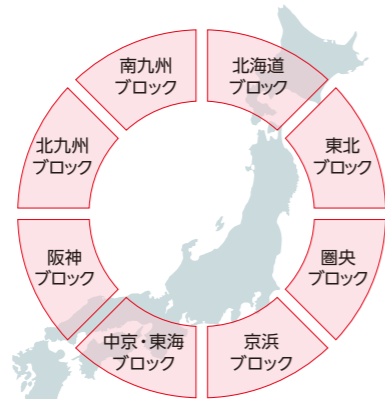 南九州
ブロック
北海道
ブロック
北九州
ブロック
東北
ブロック
阪神
ブロック
圏央
ブロック
中京・東海
ブロック
京浜
ブロック